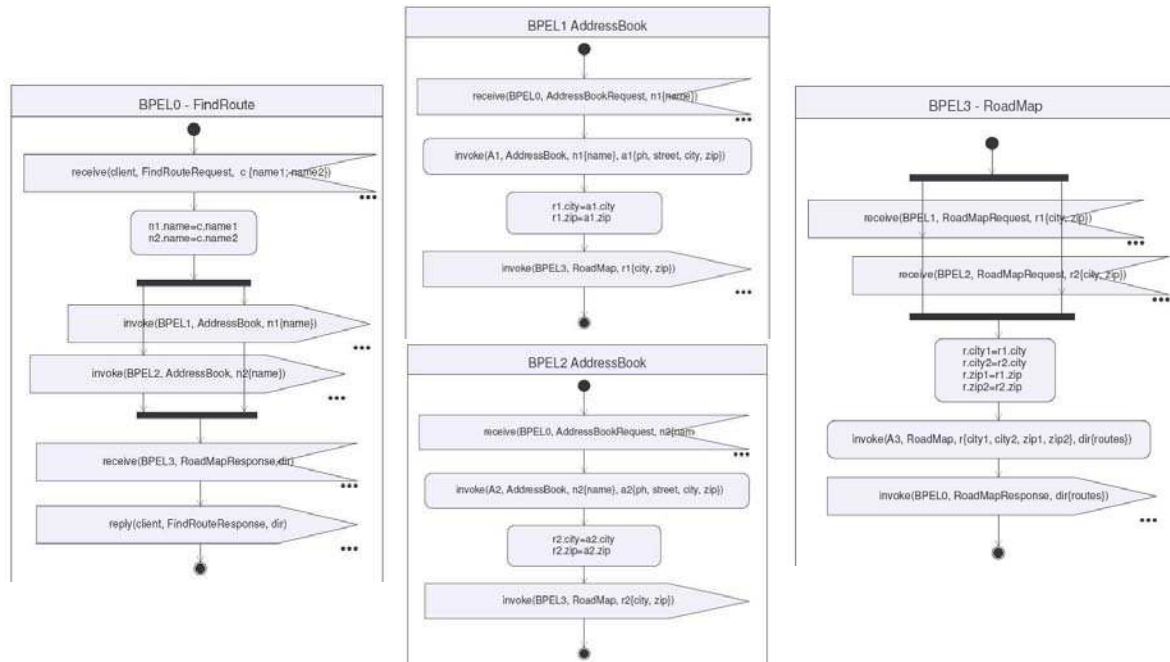 BPEL0 - FindRoute
receive(client, FindRouteRequest, c {name1; name2})
n1.name=c.name1
n2.name=c.name2
invoke(BPEL1, AddressBook, n1{name})
invoke(BPEL2, AddressBook, n2{name})
receive(BPEL3, RoadMapResponse,dir)
reply(client, FindRouteResponse, dir)
BPEL1 AddressBook
receive(BPEL0, AddressBookRequest, n1{name})
invoke(A1, AddressBook, n1{name}, a1{ph, street, city, zip})
r1.city=a1.city
r1.zip=a1.zip
invoke(BPEL3, RoadMap, r1{city, zip})
BPEL2 AddressBook
receive(BPEL0, AddressBookRequest, n2{nam
invoke(A2, AddressBook, n2{name}, a2{ph, street, city, zip})
r2.city=a2.city
r2.zip=a2.zip
invoke(BPEL3, RoadMap, r2{city, zip})
BPEL3 - RoadMap
receive(BPEL1, RoadMapRequest, r1{city, zip})
receive(BPEL2, RoadMapRequest, r2{city, zip})
r.city1=r1.city
r.city2=r2.city
r.zip1=r1.zip
r.zip2=r2.zip
invoke(A3, RoadMap, r{city1, city2, zip1, zip2}, dir{routes})
invoke(BPEL0, RoadMapResponse, dir{routes})